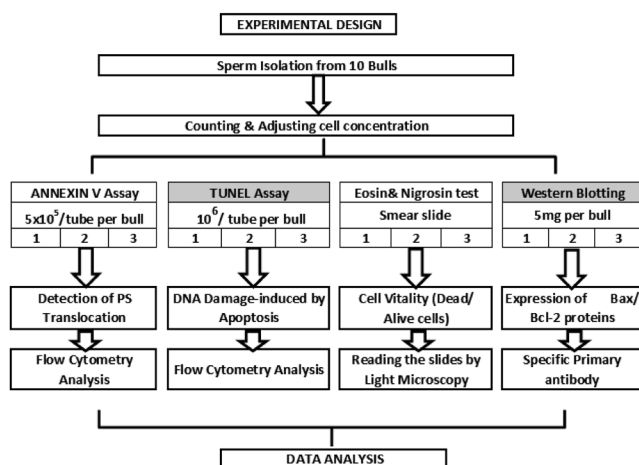 EXPERIMENTAL DESIGN
Sperm Isolation from 10 Bulls
Counting & Adjusting cell concentration
ANNEXIN V Assay
5x10⁵/tube per bull
1 2 3
Detection of PS
Translocation
Flow Cytometry
Analysis
TUNEL Assay
10⁶/ tube per bull
1 2 3
DNA Damage-induced by
Apoptosis
Flow Cytometry Analysis
Eosin& Nigrosin test
Smear slide
1 2 3
Cell Vitality (Dead/
Alive cells)
Reading the slides by
Light Microscopy
Western Blotting
5mg per bull
1 2 3
Expression of Bax/
Bcl-2 proteins
Specific Primary
antibody
DATA ANALYSIS